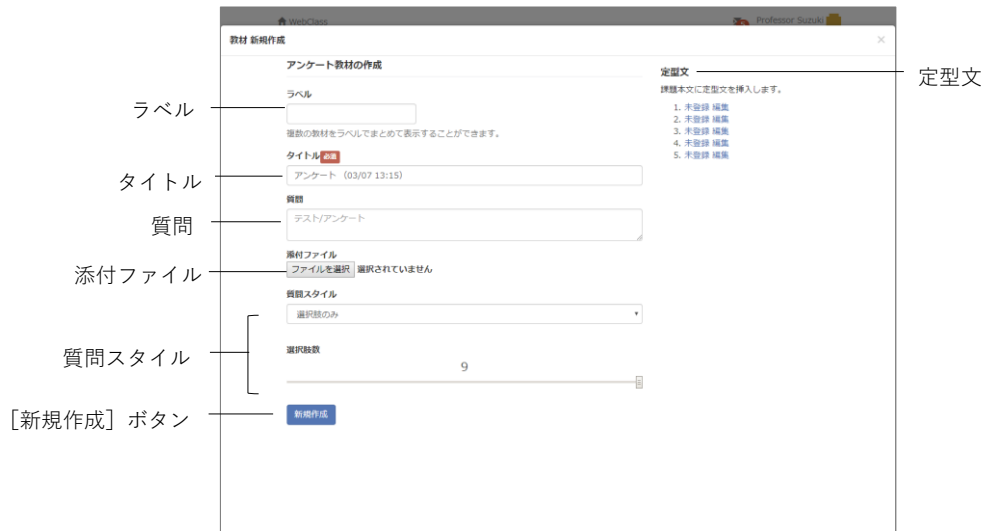 WebClass
Professor Suzuki
教材 新規作成
×
アンケート教材の作成
ラベル
複数の教材をラベルでまとめて表示することができます。
タイトル 必須
アンケート (03/07 13:15)
質問
テスト/アンケート
添付ファイル
ファイルを選択 選択されていません
質問スタイル
選択肢のみ
選択肢数
9
新規作成
定型文
課題本文に定型文を挿入します。
1. 未登録 編集
2. 未登録 編集
3. 未登録 編集
4. 未登録 編集
5. 未登録 編集
ラベル
タイトル
質問
添付ファイル
質問スタイル
［新規作成］ボタン
定型文